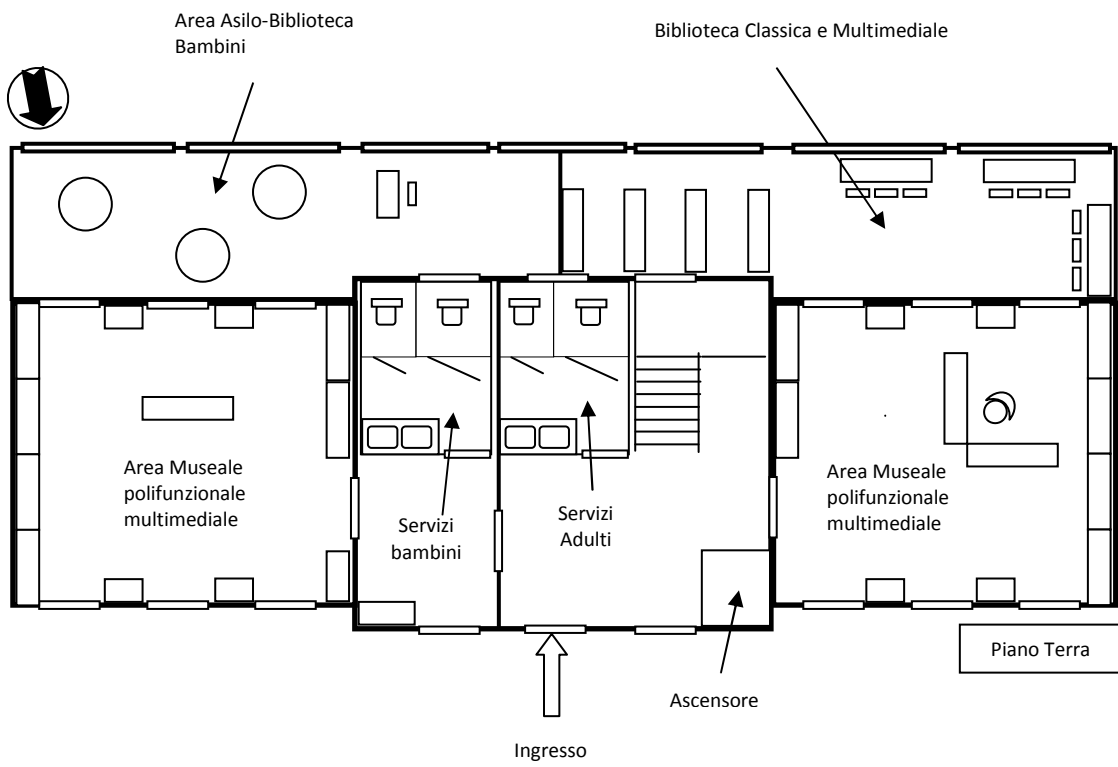 Area Asilo-Biblioteca
Bambini
Biblioteca Classica e Multimediale
Area Museale
polifunzionale
multimediale
Servizi
bambini
Servizi
Adulti
Area Museale
polifunzionale
multimediale
Piano Terra
Ascensore
Ingresso